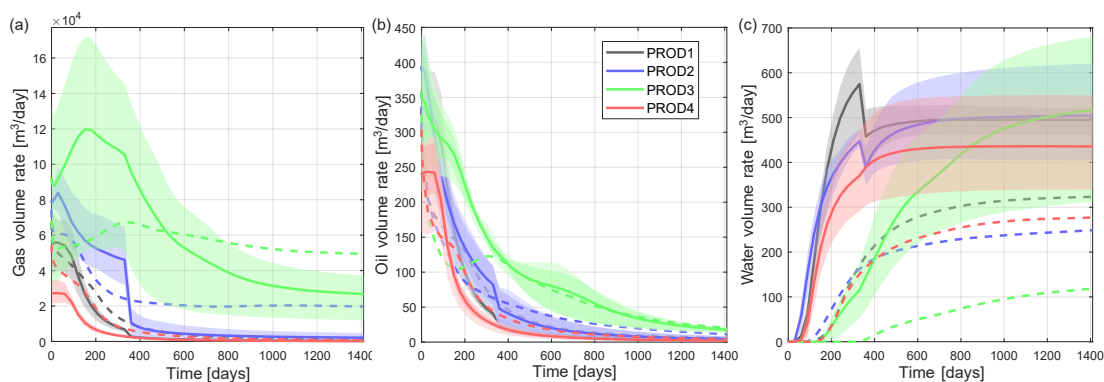 (a)
×10⁴
Gas volume rate [m³/day]
16
14
12
10
8
6
4
2
0
0 200 400 600 800 1000 1200 1400
Time [days]
(b)
Oil volume rate [m³/day]
450
400
350
300
250
200
150
100
50
0
0 200 400 600 800 1000 1200 1400
Time [days]
PROD1
PROD2
PROD3
PROD4
(c)
Water volume rate [m³/day]
700
600
500
400
300
200
100
0
0 200 400 600 800 1000 1200 1400
Time [days]